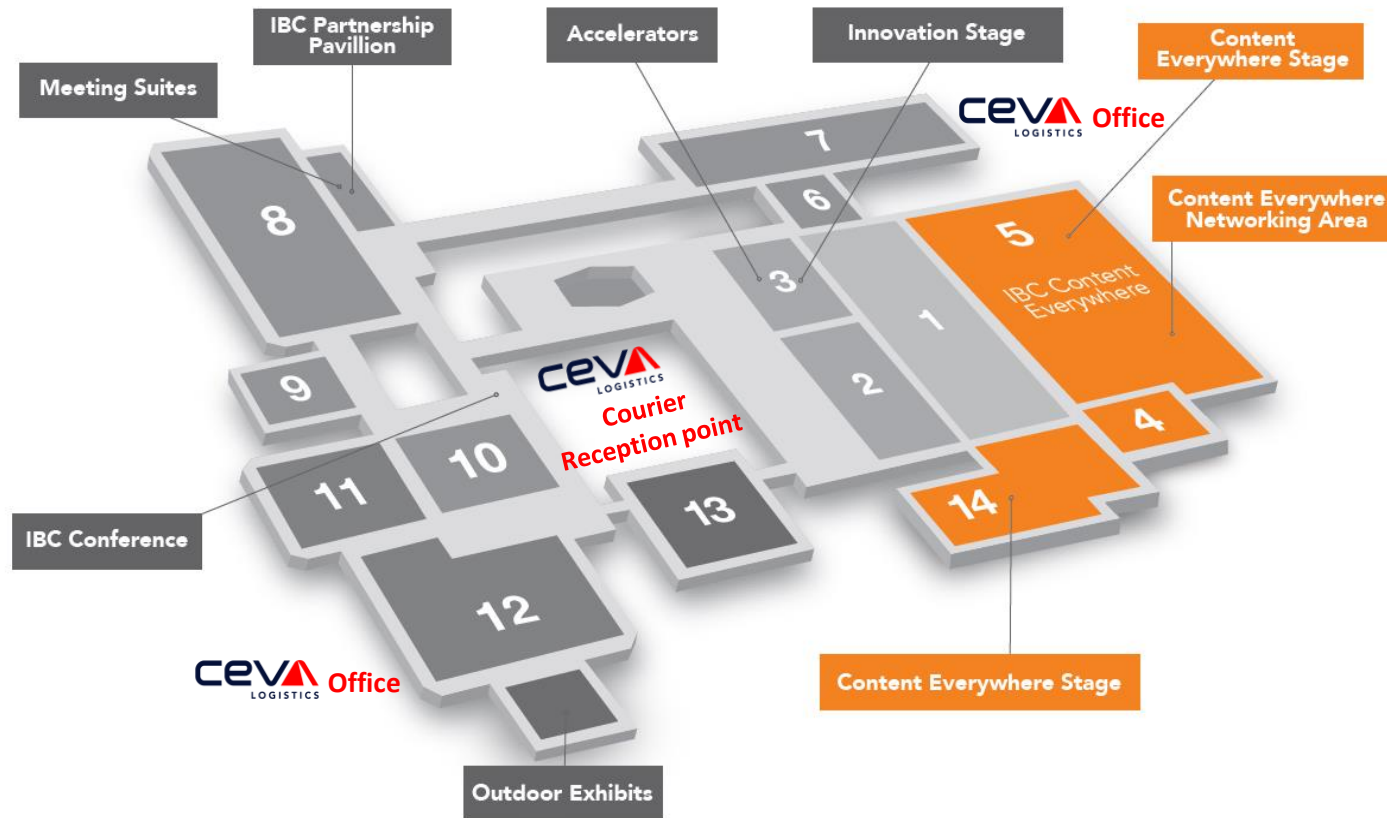 IBC Partnership
Pavillion
Accelerators
Innovation Stage
Content
Everywhere Stage
Meeting Suites
CEVA
LOGISTICS
Office
7
6
8
Content Everywhere
Networking Area
5
IBC Content
Everywhere
3
1
CEVA
LOGISTICS
Courier
Reception point
2
9
4
10
11
13
14
IBC Conference
12
CEVA
LOGISTICS
Office
Content Everywhere Stage
Outdoor Exhibits